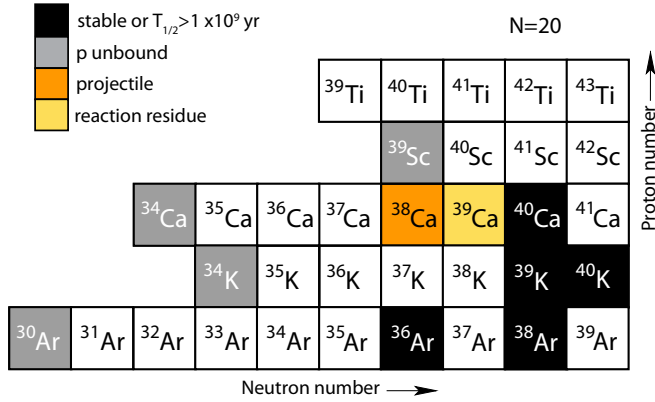 stable or T₁/₂>1 x10⁹ yr
N=20
p unbound
projectile
reaction residue
³⁹Ti ⁴⁰Ti ⁴¹Ti ⁴²Ti ⁴³Ti
³⁹Sc ⁴⁰Sc ⁴¹Sc ⁴²Sc
³⁴Ca ³⁵Ca ³⁶Ca ³⁷Ca ³⁸Ca ³⁹Ca ⁴⁰Ca ⁴¹Ca
³⁴K ³⁵K ³⁶K ³⁷K ³⁸K ³⁹K ⁴⁰K
³⁰Ar ³¹Ar ³²Ar ³³Ar ³⁴Ar ³⁵Ar ³⁶Ar ³⁷Ar ³⁸Ar ³⁹Ar
Neutron number
Proton number